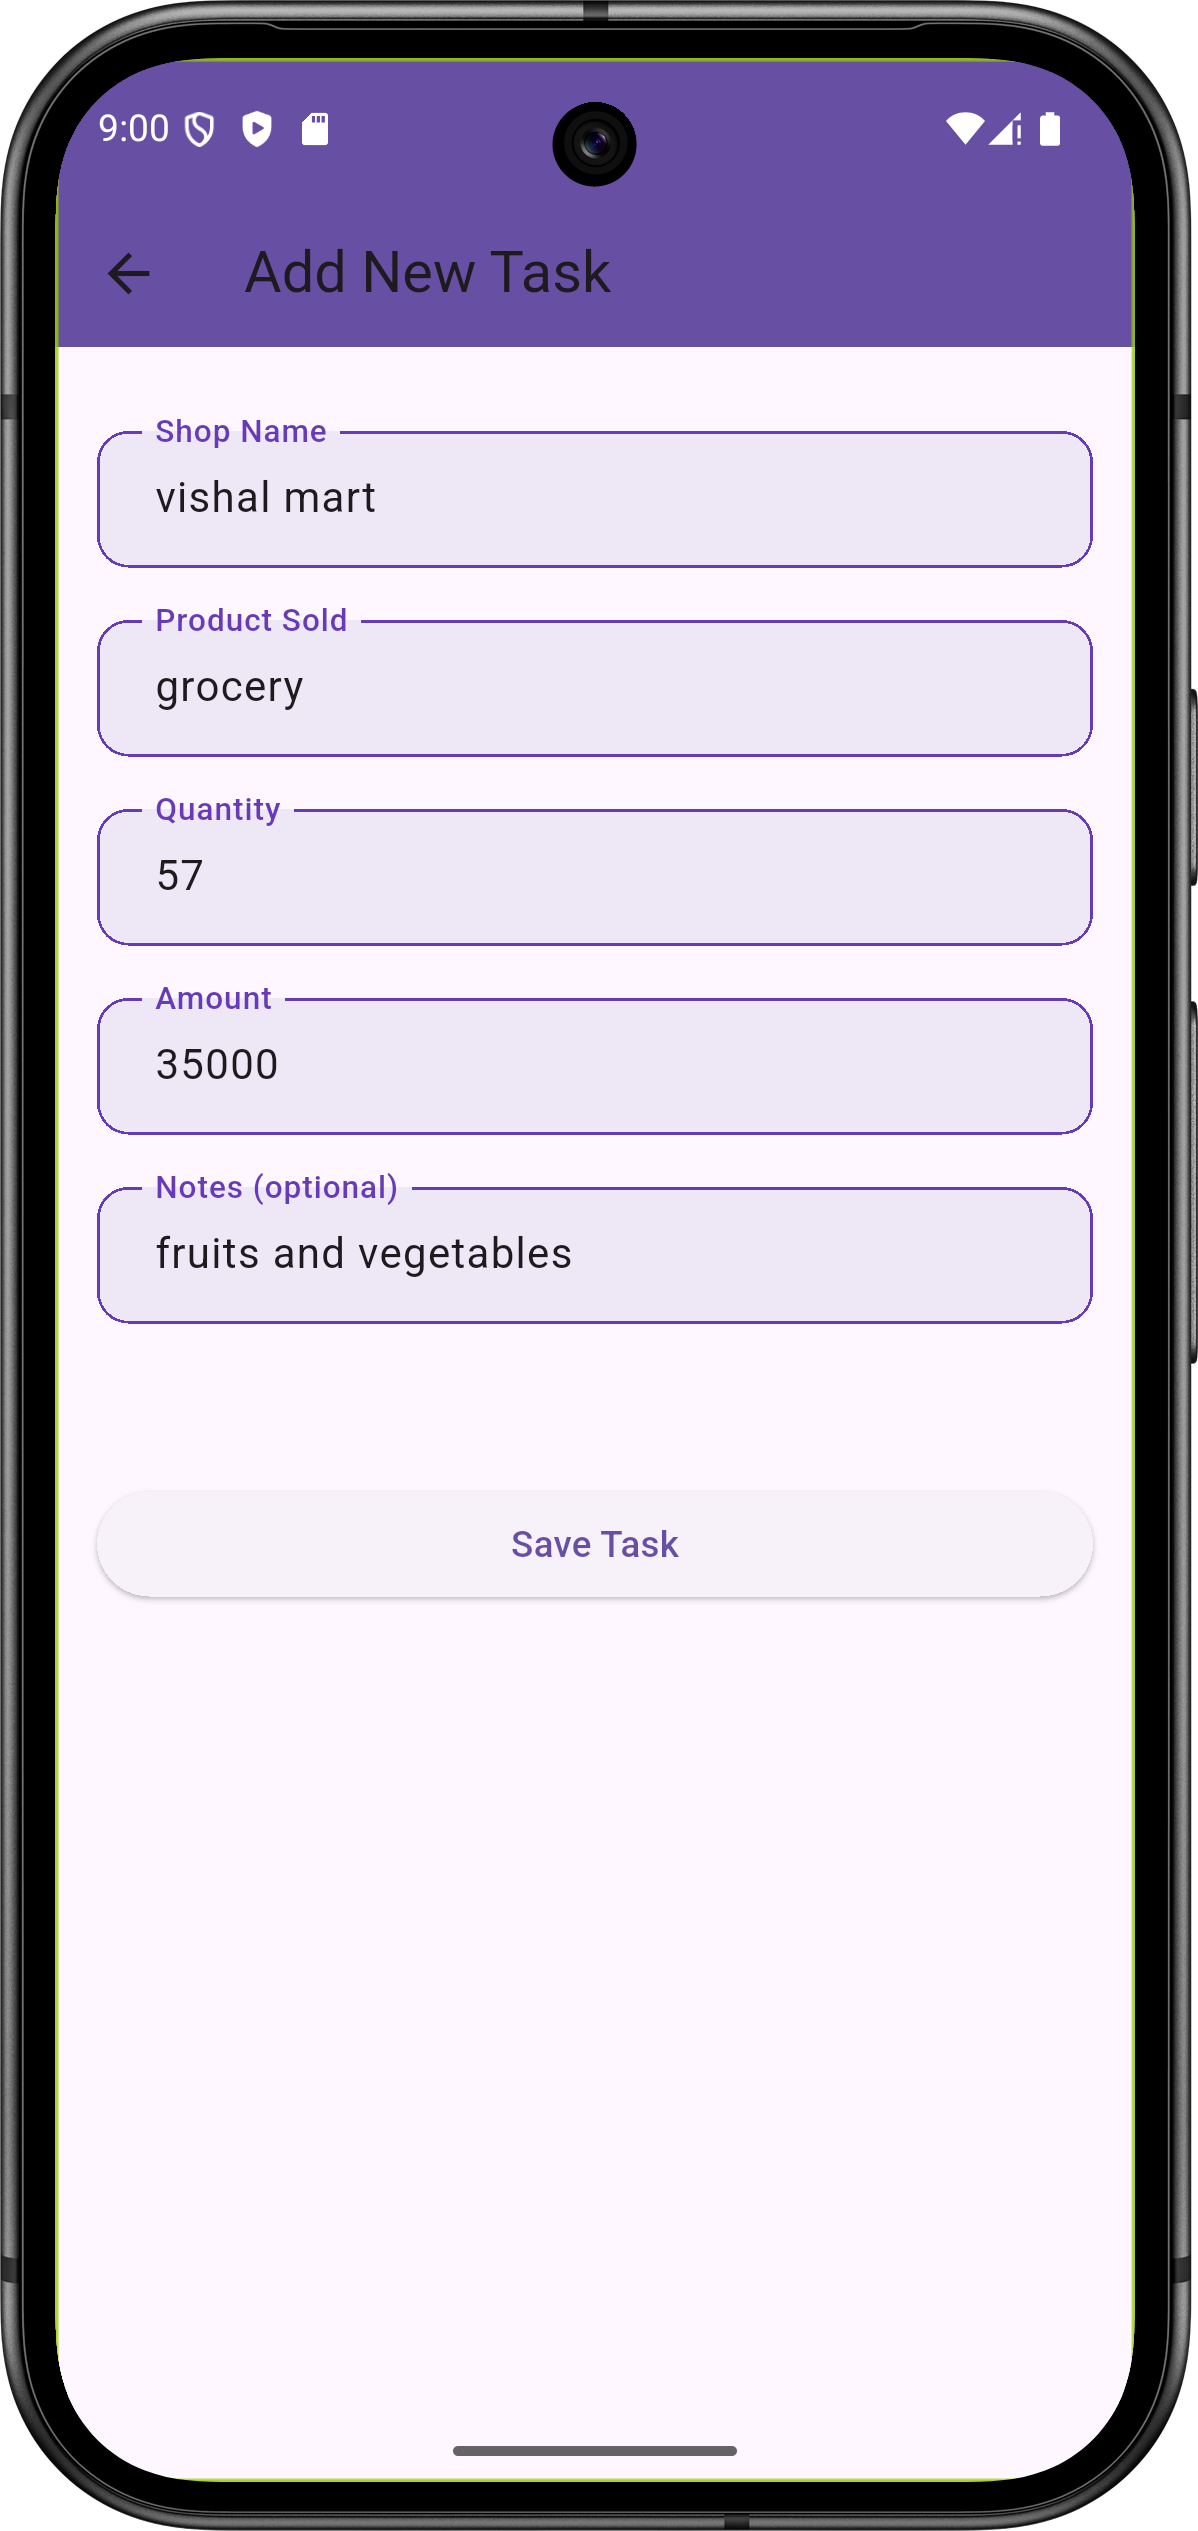 9:00
Add New Task
Shop Name
vishal mart
Product Sold
grocery
Quantity
57
Amount
35000
Notes (optional)
fruits and vegetables
Save Task